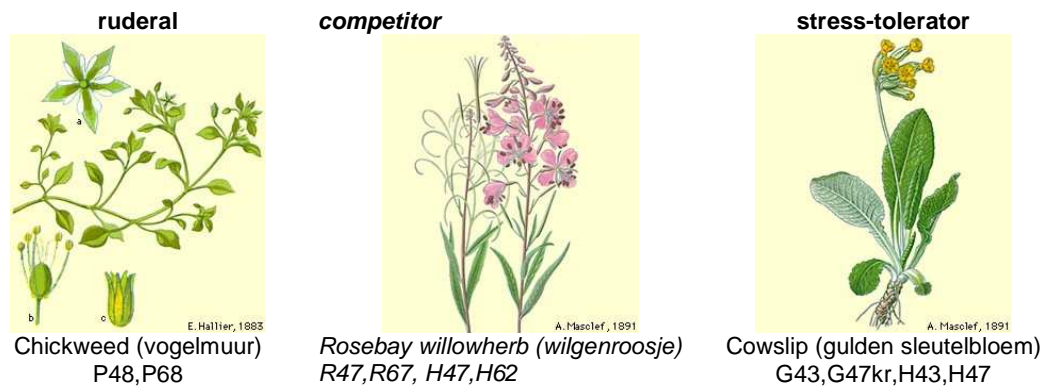 ruderal
competitor
stress-tolerator
a
b
c
E. Hallier, 1883
A. Masclef, 1891
A. Masclef, 1891
Chickweed (vogelmuur)
P48,P68
Rosebay willowherb (wilgenroosje)
R47,R67, H47,H62
Cowslip (gulden sleutelbloem)
G43,G47kr,H43,H47